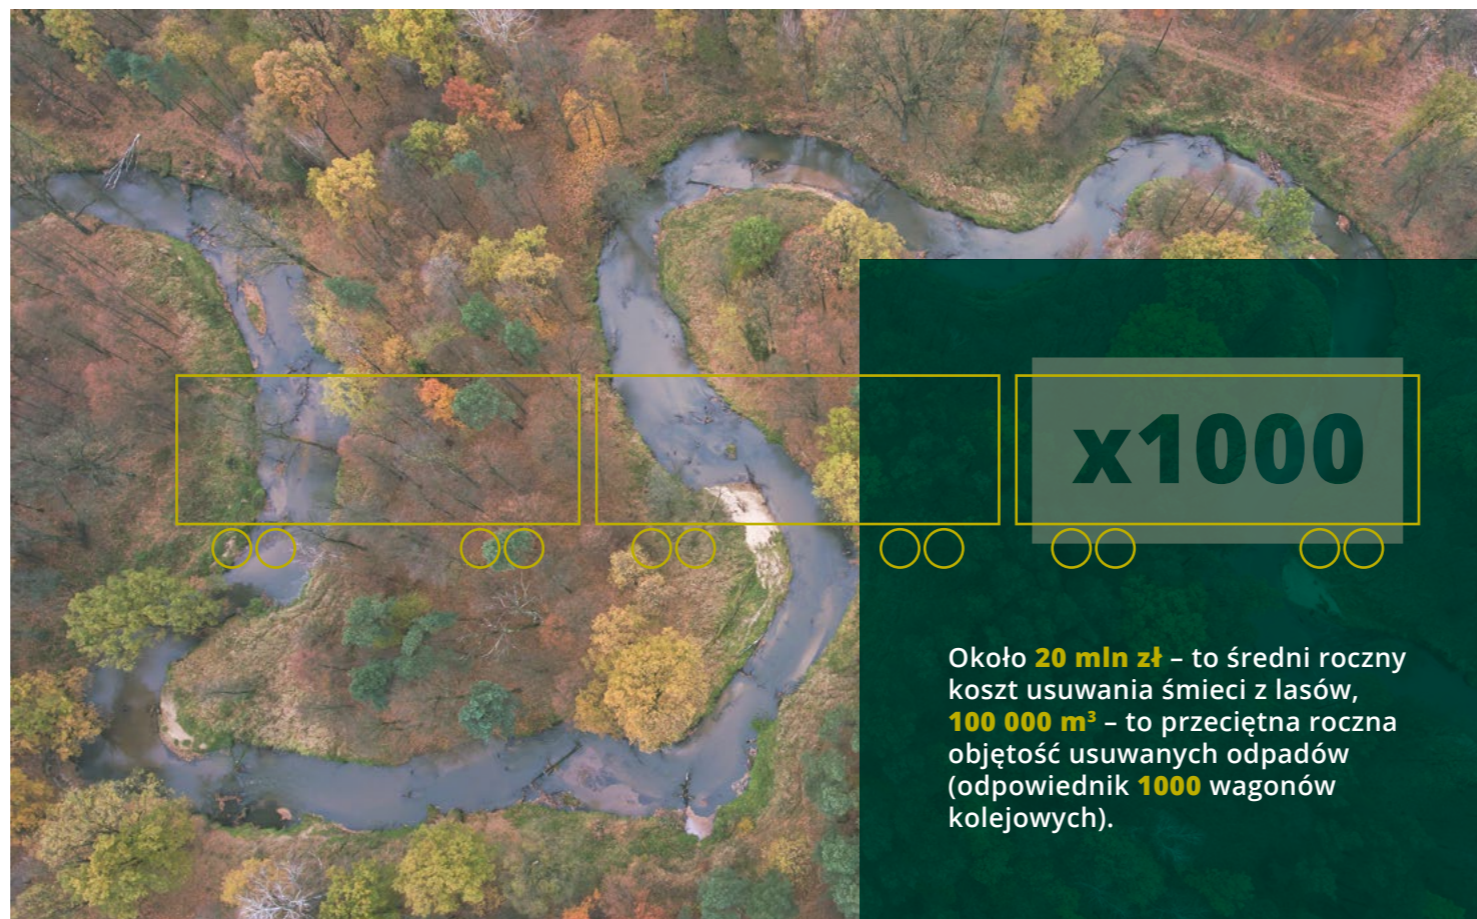 x1000
Około 20 mln zł – to średni roczny
koszt usuwania śmieci z lasów,
100 000 m³ – to przeciętna roczna
objętość usuwanych odpadów
(odpowiednik 1000 wagonów
kolejowych).